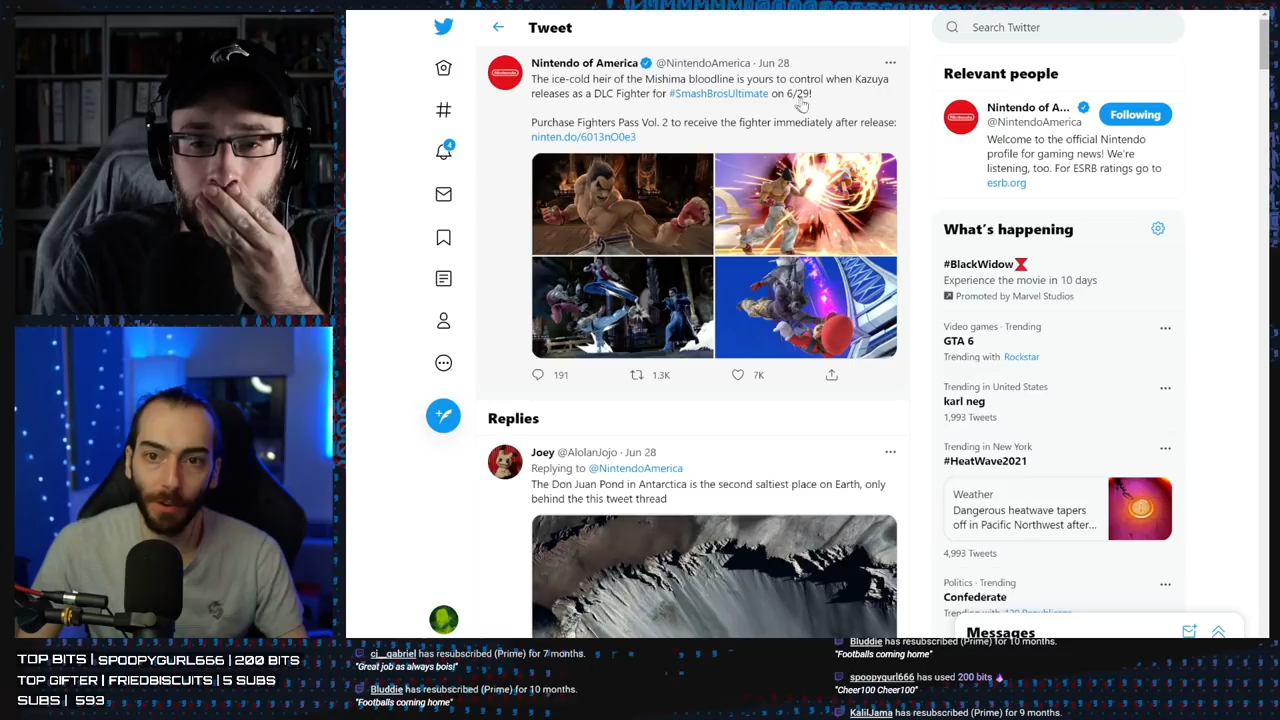 Tweet
Nintendo of America @NintendoAmerica · Jun 28
The ice-cold heir of the Mishima bloodline is yours to control when Kazuya
releases as a DLC Fighter for #SmashBrosUltimate on 6/29!
Purchase Fighters Pass Vol. 2 to receive the fighter immediately after release:
ninten.do/6013nO0e3
191
1.3K
7K
Replies
Joey @AlolanJojo · Jun 28
Replying to @NintendoAmerica
The Don Juan Pond in Antarctica is the second saltiest place on Earth, only
behind the this tweet thread
4
Search Twitter
Relevant people
Nintendo of A...
@NintendoAmerica
Following
Welcome to the official Nintendo
profile for gaming news! We're
listening, too. For ESRB ratings go to
esrb.org
What's happening
#BlackWidow
Experience the movie in 10 days
Promoted by Marvel Studios
Video games · Trending
GTA 6
Trending with Rockstar
Trending in United States
karl neg
1,993 Tweets
Trending in New York
#HeatWave2021
Weather
Dangerous heatwave tapers
off in Pacific Northwest after...
4,993 Tweets
Politics · Trending
Confederate
Trending with
Messages
TOP BITS | SPOOPYGURL666 | 200 BITS
TOP GIFTER | FRIEDBISCUITS | 5 SUBS
SUBS | 593
ci__gabriel has resubscribed (Prime) for 7 months.
"Great job as always bois!"
Bluddie has resubscribed (Prime) for 10 months.
"Footballs coming home"
Bluddie has resubscribed (Prime) for 10 months.
"Footballs coming home"
spoopygurl666 has used 200 bits
"Cheer100 Cheer100"
KalilJama has resubscribed (Prime) for 9 months.